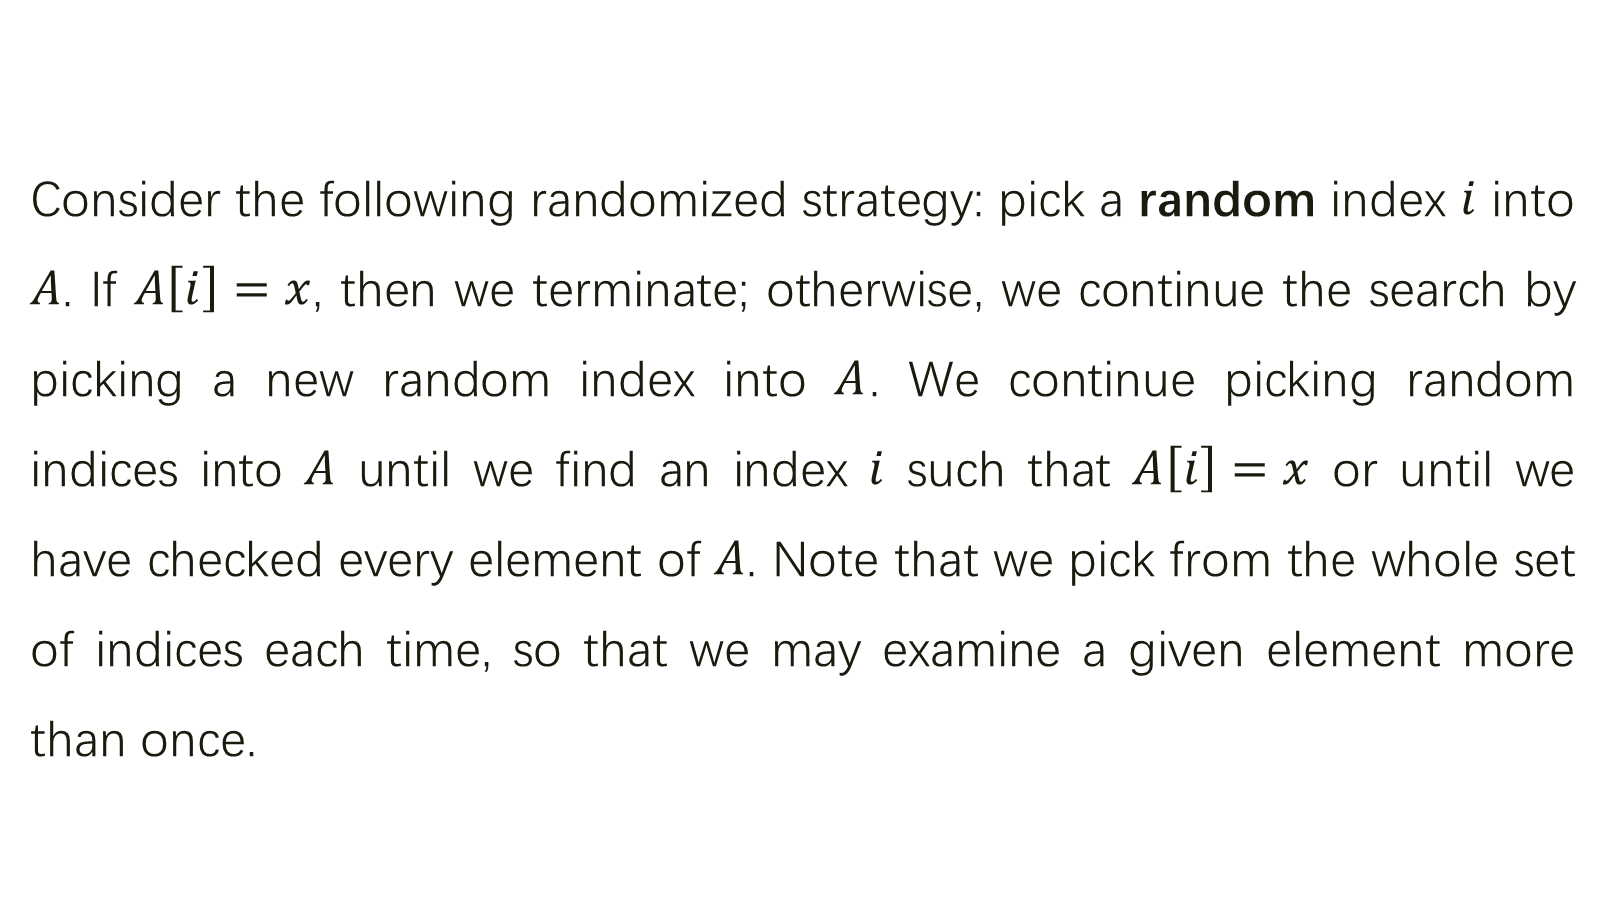 Consider the following randomized strategy: pick a random index i into
A. If A[i] = x, then we terminate; otherwise, we continue the search by
picking a new random index into A. We continue picking random
indices into A until we find an index i such that A[i] = x or until we
have checked every element of A. Note that we pick from the whole set
of indices each time, so that we may examine a given element more
than once.